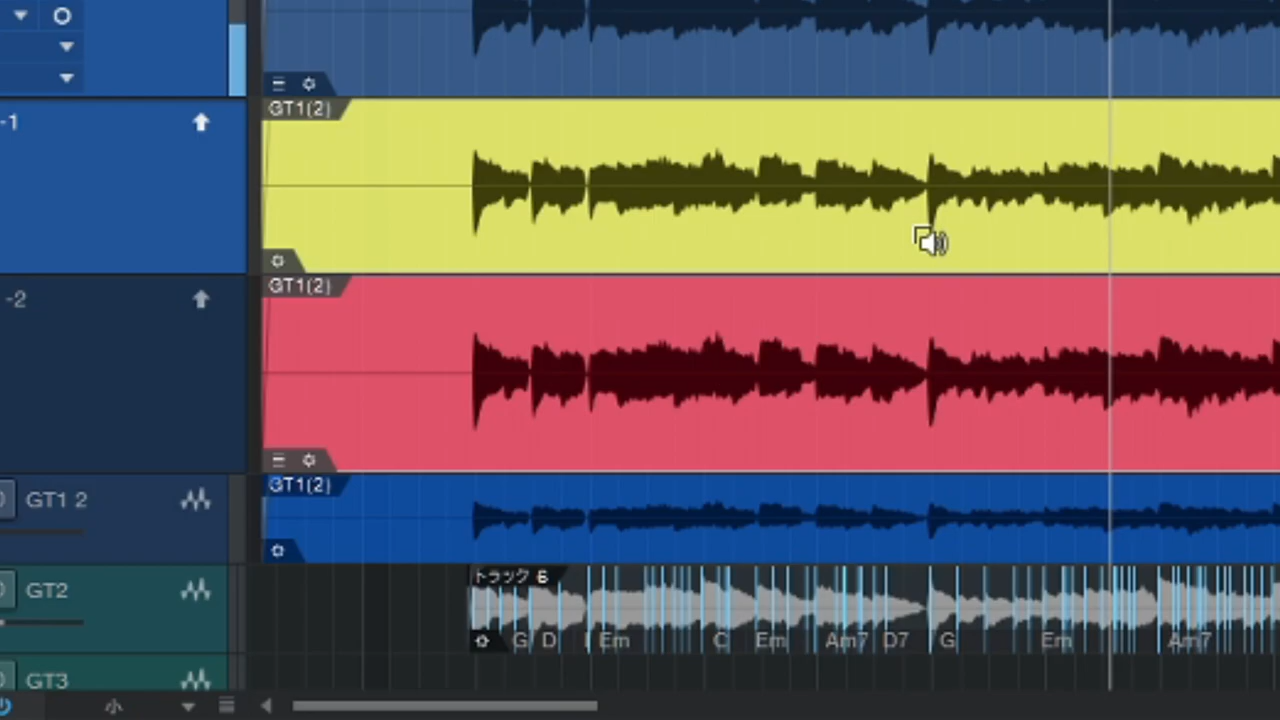 -1
GT1(2)
-2
GT1(2)
GT1 2
GT1(2)
GT2
トラック 6
G D Em C Em Am7 D7 G Em Am7
GT3